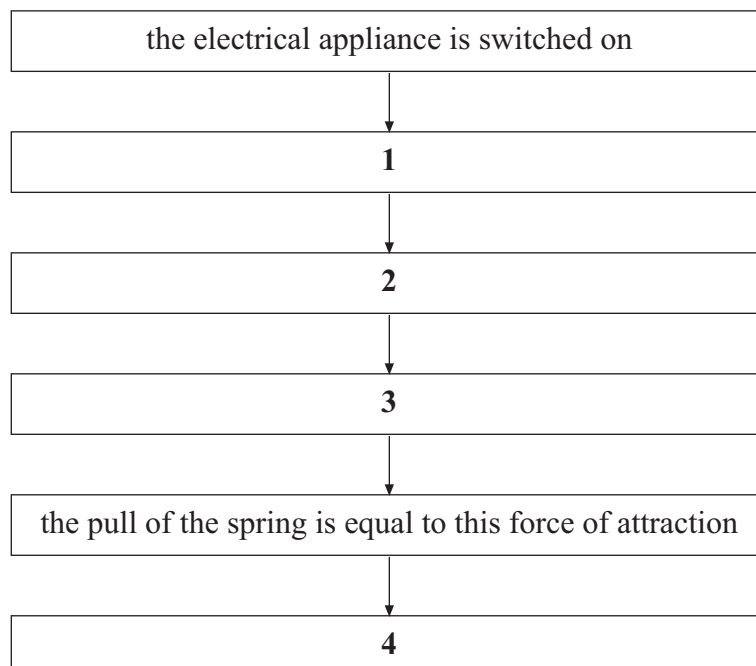 the electrical appliance is switched on
1
2
3
the pull of the spring is equal to this force of attraction
4